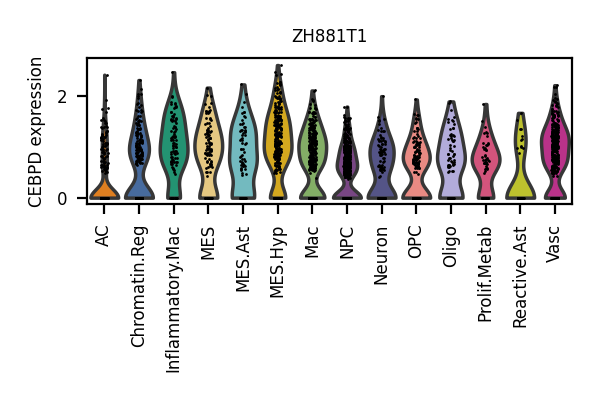 ZH881T1
CEBPD expression
2
0
AC
Chromatin.Reg
Inflammatory.Mac
MES
MES.Ast
MES.Hyp
Mac
NPC
Neuron
OPC
Oligo
Prolif.Metab
Reactive.Ast
Vasc